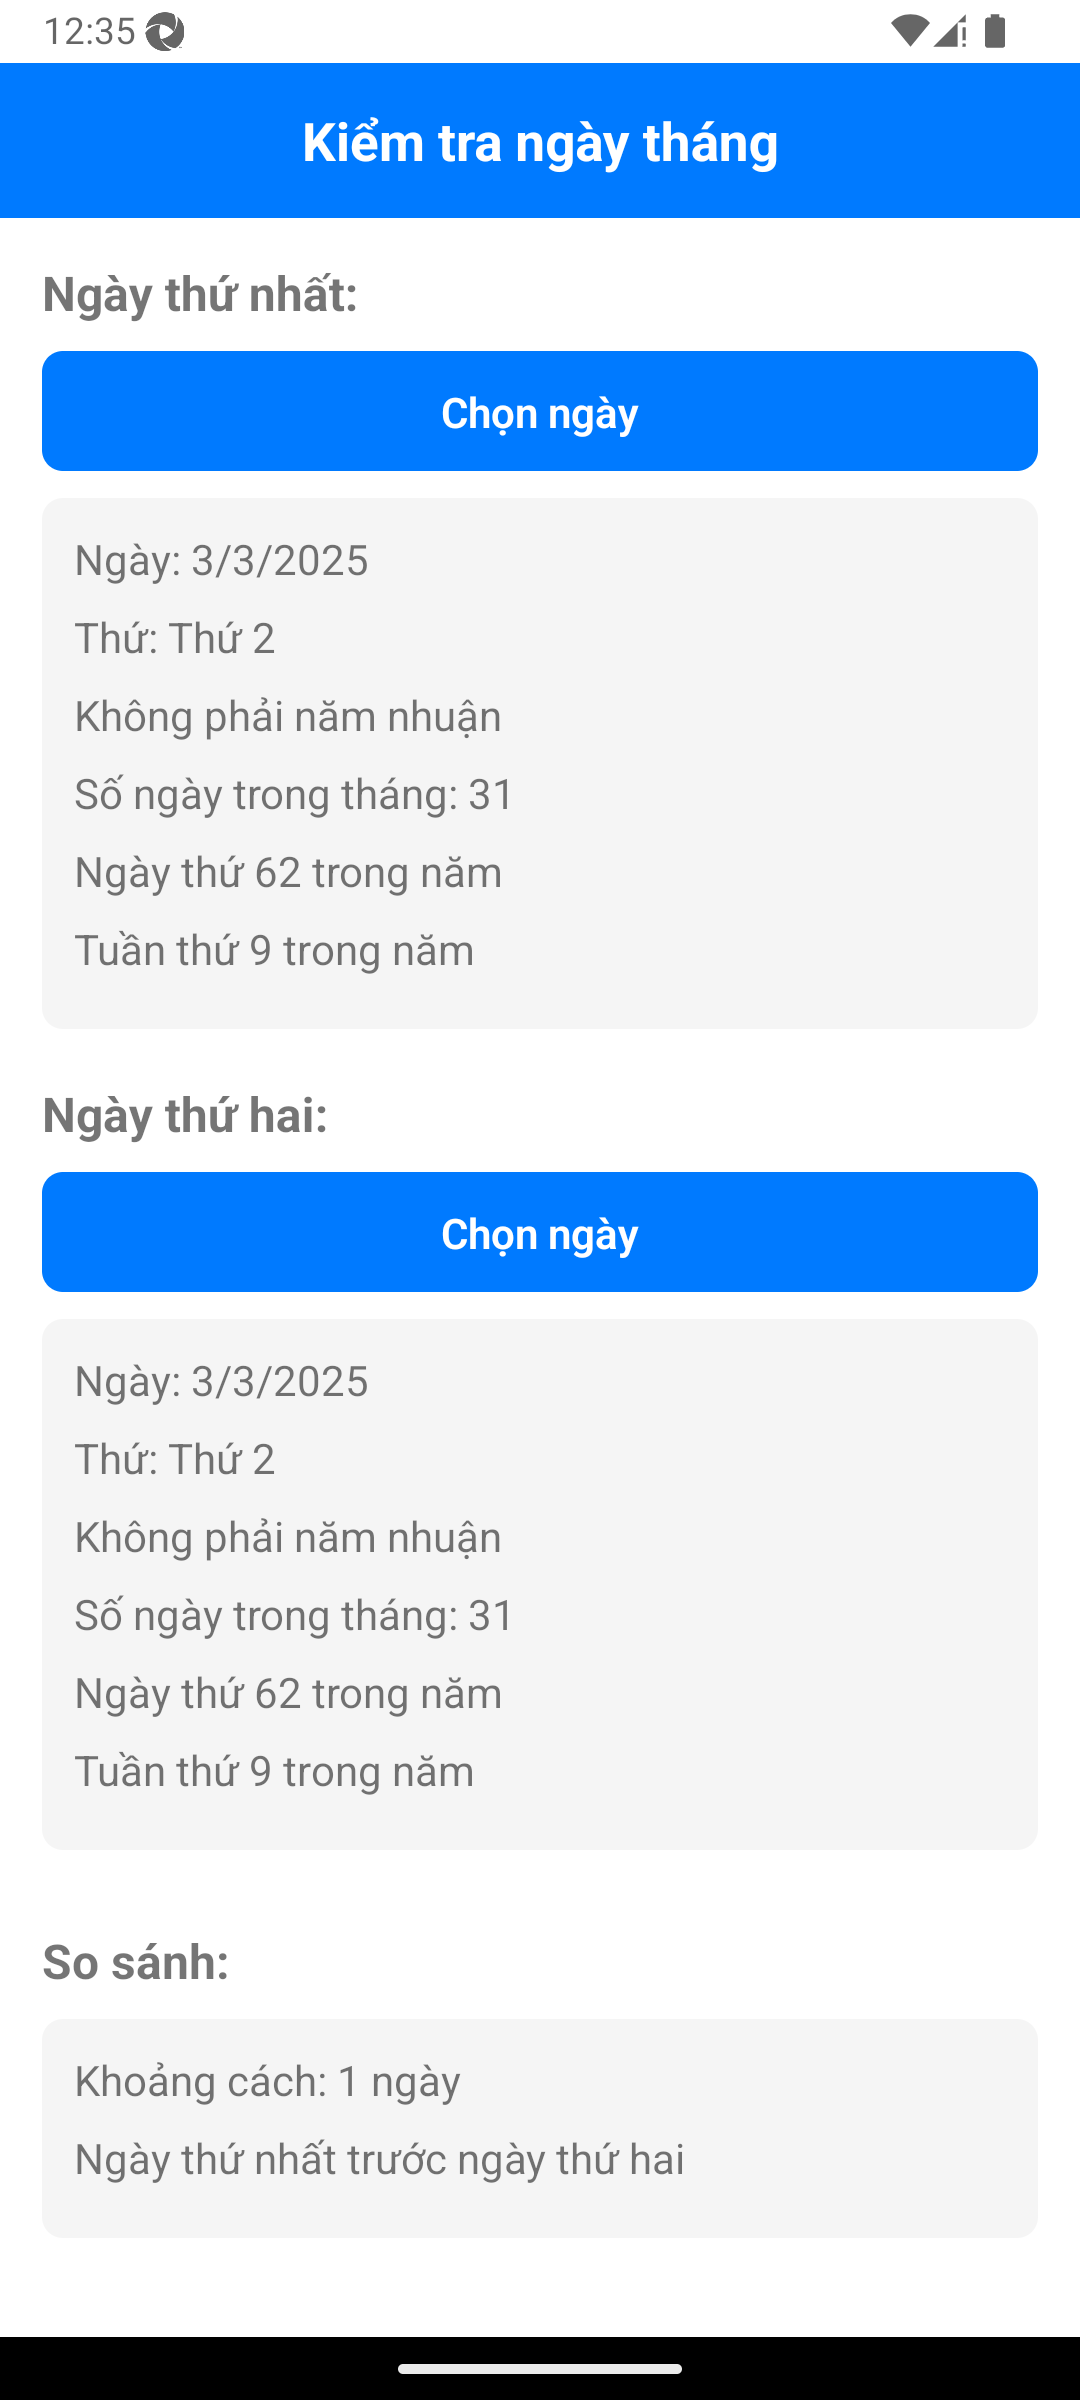 12:35
Kiểm tra ngày tháng
Ngày thứ nhất:
Chọn ngày
Ngày: 3/3/2025
Thứ: Thứ 2
Không phải năm nhuận
Số ngày trong tháng: 31
Ngày thứ 62 trong năm
Tuần thứ 9 trong năm
Ngày thứ hai:
Chọn ngày
Ngày: 3/3/2025
Thứ: Thứ 2
Không phải năm nhuận
Số ngày trong tháng: 31
Ngày thứ 62 trong năm
Tuần thứ 9 trong năm
So sánh:
Khoảng cách: 1 ngày
Ngày thứ nhất trước ngày thứ hai